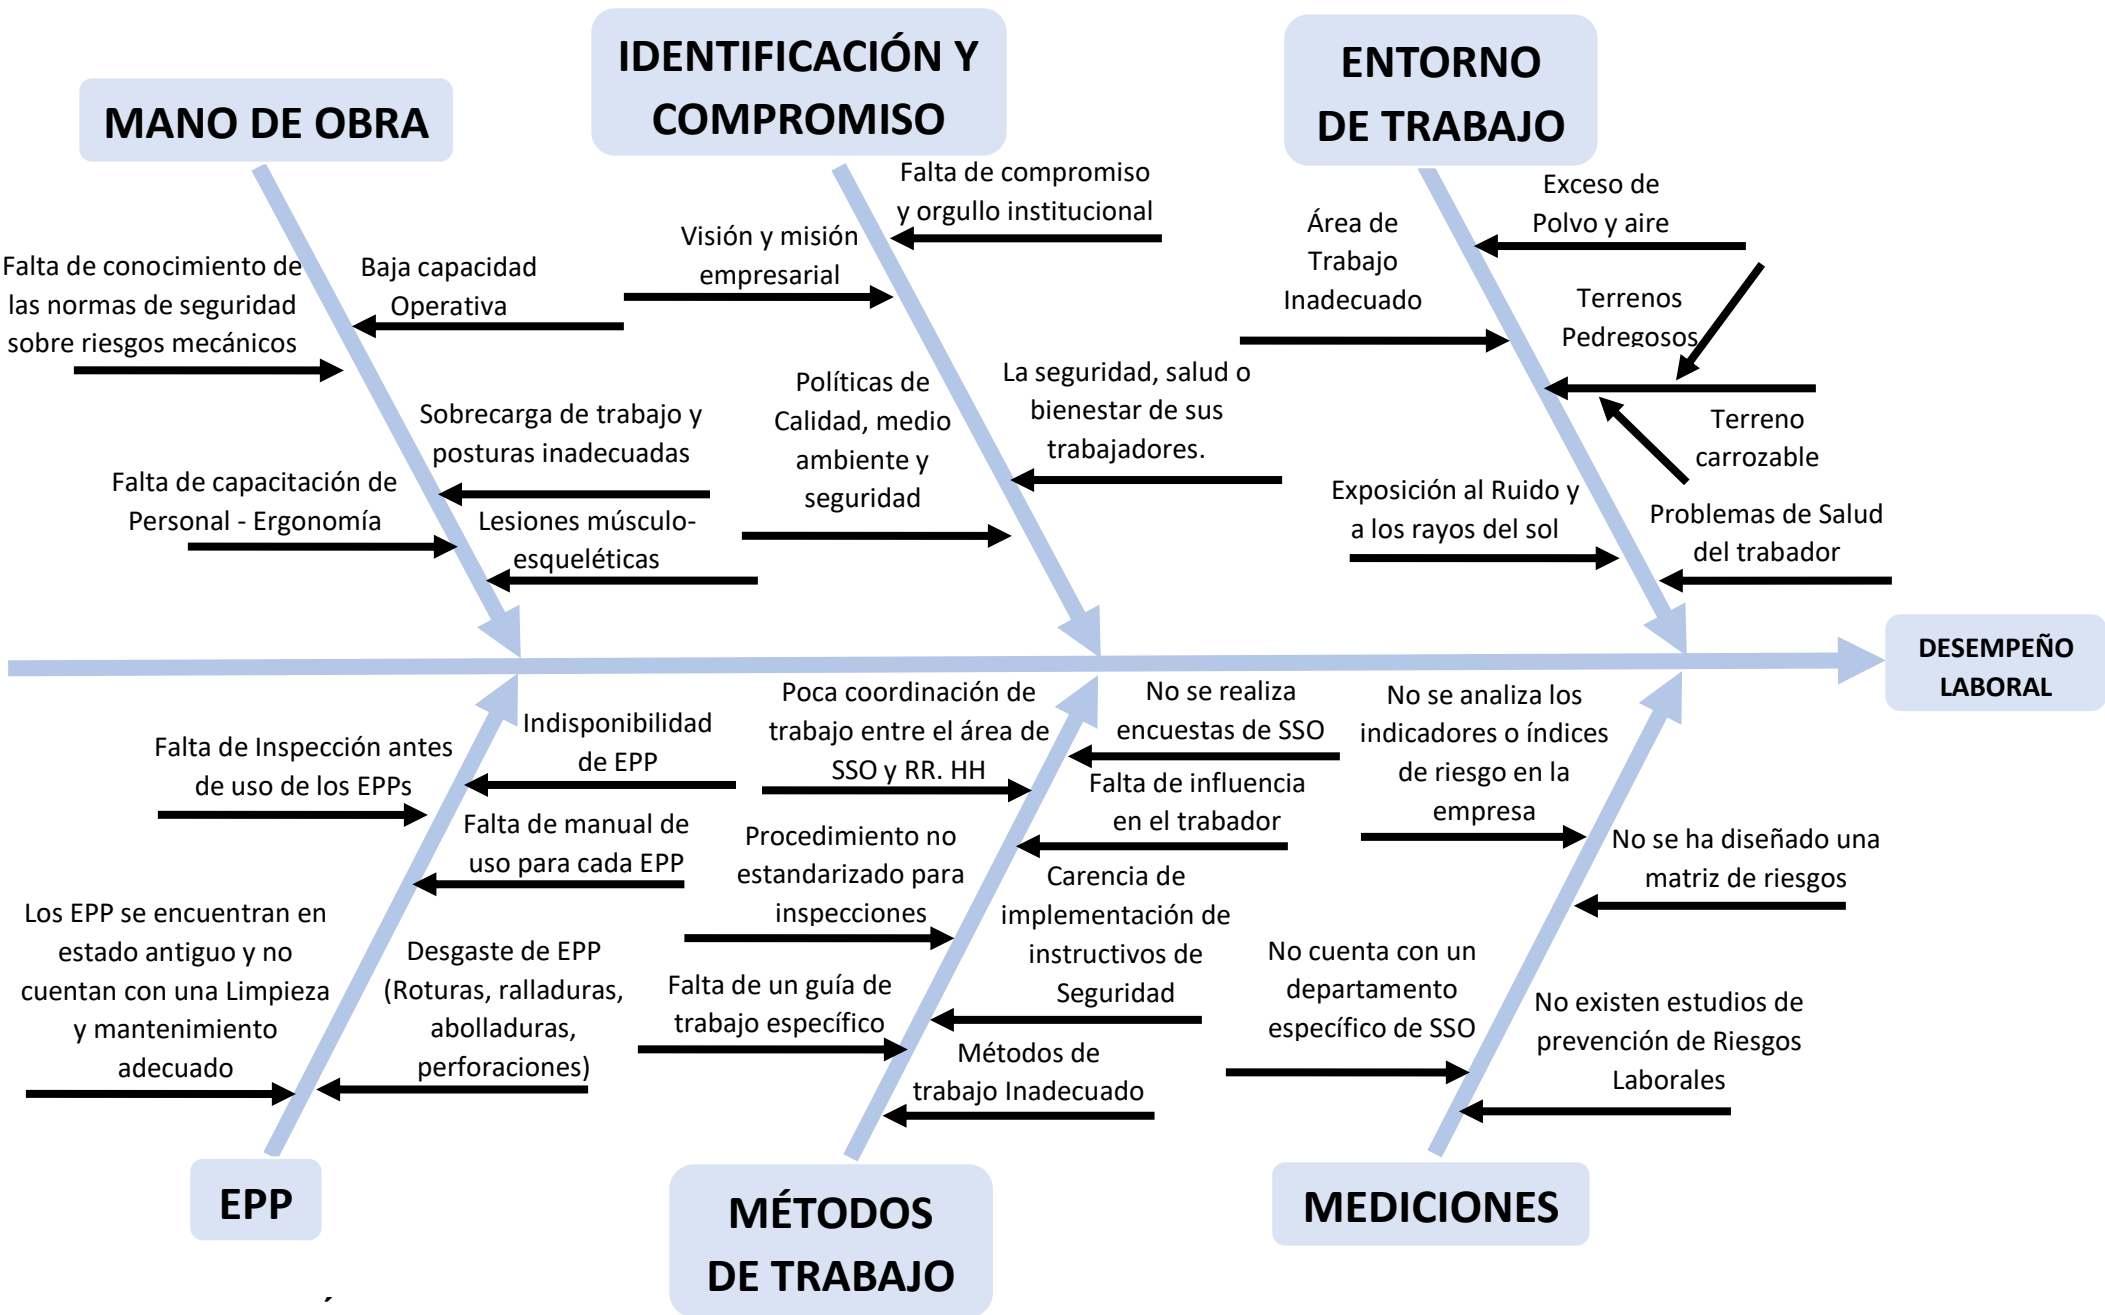 MANO DE OBRA
IDENTIFICACIÓN Y
COMPROMISO
ENTORNO
DE TRABAJO
Falta de conocimiento de
las normas de seguridad
sobre riesgos mecánicos
Baja capacidad
Operativa
Sobrecarga de trabajo y
posturas inadecuadas
Falta de capacitación de
Personal - Ergonomía
Lesiones músculo-
esqueléticas
Falta de compromiso
y orgullo institucional
Visión y misión
empresarial
Políticas de
Calidad, medio
ambiente y
seguridad
La seguridad, salud o
bienestar de sus
trabajadores.
Exceso de
Polvo y aire
Área de
Trabajo
Inadecuado
Terrenos
Pedregosos
Terreno
carrozable
Exposición al Ruido y
a los rayos del sol
Problemas de Salud
del trabador
DESEMPEÑO
LABORAL
Falta de Inspección antes
de uso de los EPPs
Indisponibilidad
de EPP
Falta de manual de
uso para cada EPP
Los EPP se encuentran en
estado antiguo y no
cuentan con una Limpieza
y mantenimiento
adecuado
Desgaste de EPP
(Roturas, ralladuras,
abolladuras,
perforaciones)
Poca coordinación de
trabajo entre el área de
SSO y RR. HH
No se realiza
encuestas de SSO
Falta de influencia
en el trabador
Procedimiento no
estandarizado para
inspecciones
Carencia de
implementación de
instructivos de
Seguridad
Falta de un guía de
trabajo específico
Métodos de
trabajo Inadecuado
No se analiza los
indicadores o índices
de riesgo en la
empresa
No se ha diseñado una
matriz de riesgos
No cuenta con un
departamento
específico de SSO
No existen estudios de
prevención de Riesgos
Laborales
EPP
MÉTODOS
DE TRABAJO
MEDICIONES